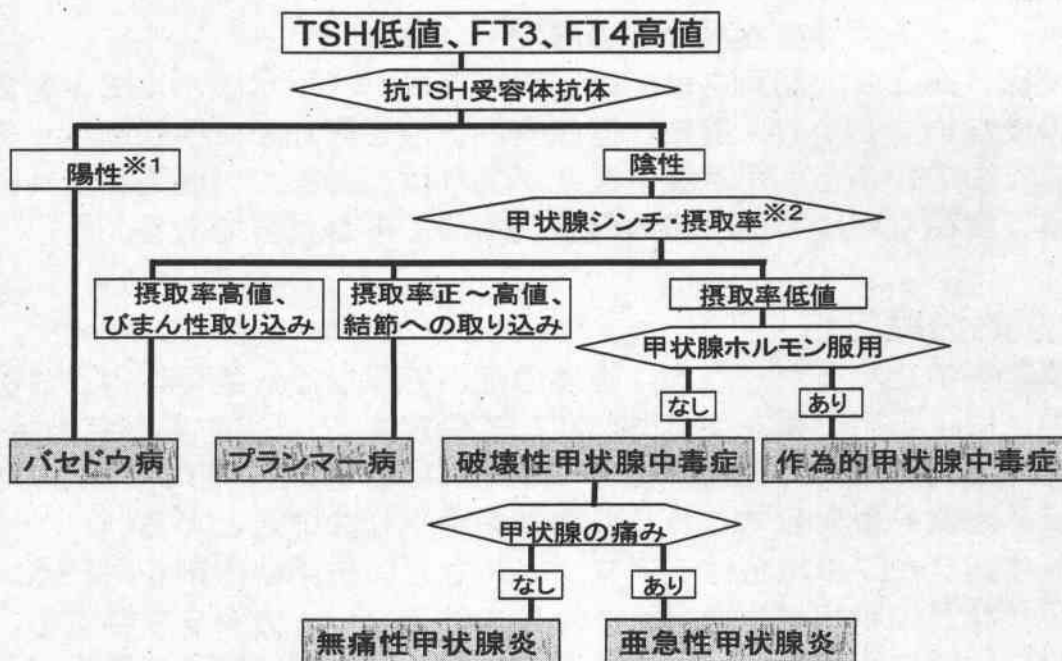 TSH低値、FT3、FT4高値
抗TSH受容体抗体
陽性※1
陰性
甲状腺シンチ・摂取率※2
摂取率高値、
びまん性取り込み
摂取率正～高値、
結節への取り込み
摂取率低値
甲状腺ホルモン服用
なし
あり
バセドウ病
プランマー病
破壊性甲状腺中毒症
作為的甲状腺中毒症
甲状腺の痛み
なし
あり
無痛性甲状腺炎
亜急性甲状腺炎